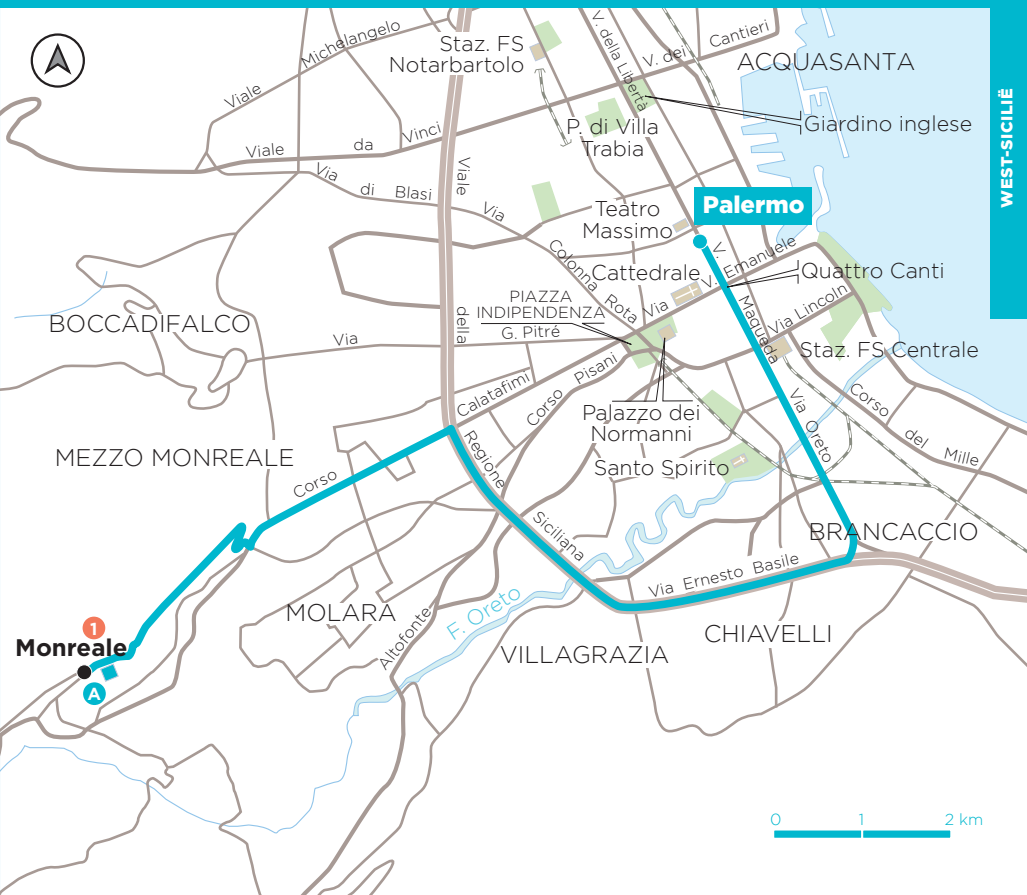 WEST-SICILIË
Michelangelo
Viale
Staz. FS
Notarbartolo
V. della Libertà
V. dei
Cantieri
ACQUASANTA
Giardino inglese
P. di Villa
Trabia
Viale
da
Vinci
Via
di
Blasi
Via
Viale
della
Teatro
Massimo
Palermo
V.
Maqueda
Colonna
Rota
Cattedrale
Via
V. Emanuele
Quattro Canti
PIAZZA
INDIPENDENZA
G. Pitré
Via
BOCCADIFALCO
Via Lincoln
Staz. FS Centrale
Calatafimi
Corso
Pisani
Palazzo dei
Normanni
Via Oreto
Corso
del
Mille
MEZZO MONREALE
Corso
Regione
Siciliana
Santo Spirito
BRANCACCIO
Via Ernesto Basile
MOLARA
Altofonte
F. Oreto
VILLAGRAZIA
CHIAVELLI
1
Monreale
A
0
1
2 km